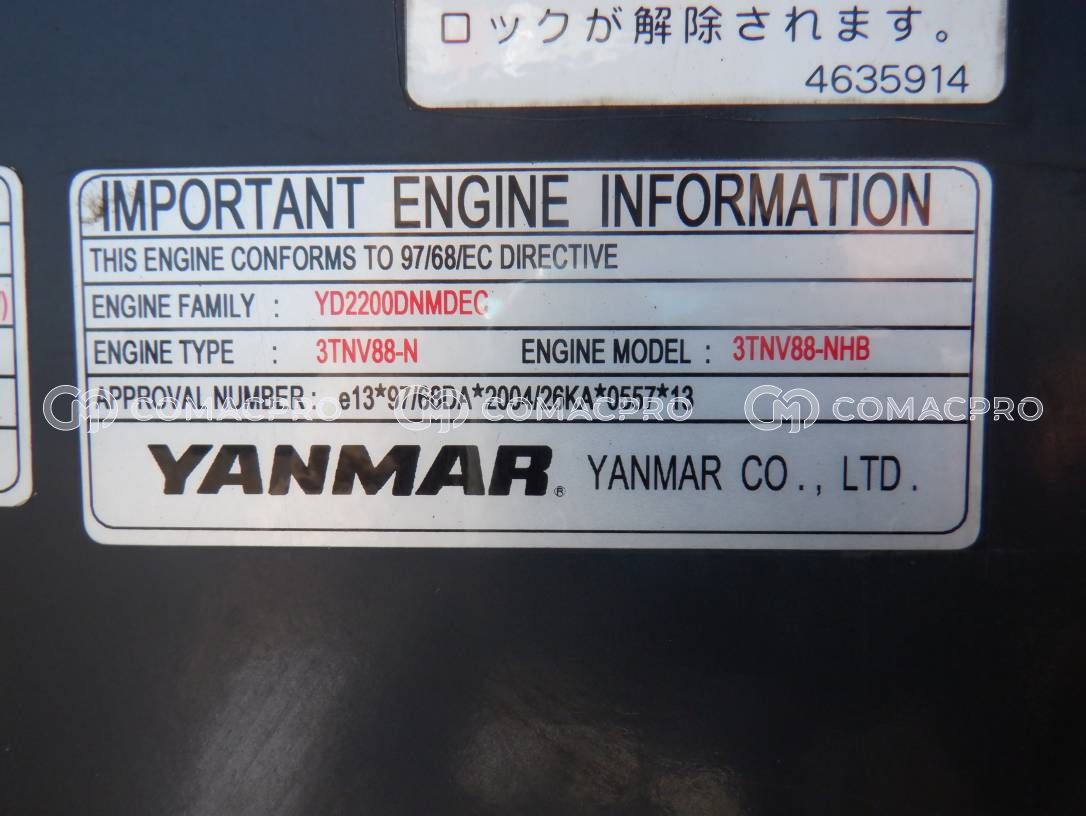 ロックが解除されます。
4635914
IMPORTANT ENGINE INFORMATION
THIS ENGINE CONFORMS TO 97/68/EC DIRECTIVE
ENGINE FAMILY : YD2200DNMDEC
ENGINE TYPE : 3TNV88-N ENGINE MODEL : 3TNV88-NHB
APPROVAL NUMBER : e13*97/68DA*2004/26KA*0557*13
COMACPRO COMACPRO COMACPRO
YANMAR® YANMAR CO., LTD.
)